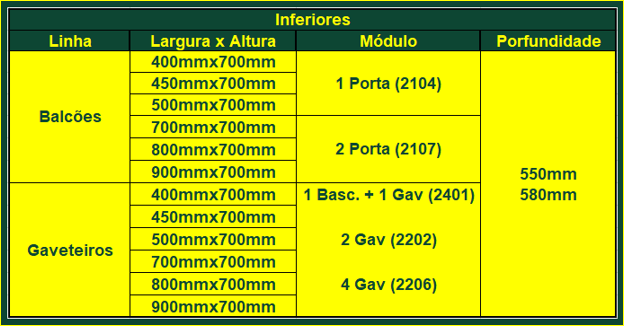 Inferiores
Linha Largura x Altura Módulo Porfundidade
Balcões
400mmx700mm
450mmx700mm
500mmx700mm
1 Porta (2104)
700mmx700mm
800mmx700mm
900mmx700mm
2 Porta (2107)
Gaveteiros
400mmx700mm
450mmx700mm
500mmx700mm
700mmx700mm
800mmx700mm
900mmx700mm
1 Basc. + 1 Gav (2401)
2 Gav (2202)
4 Gav (2206)
550mm
580mm